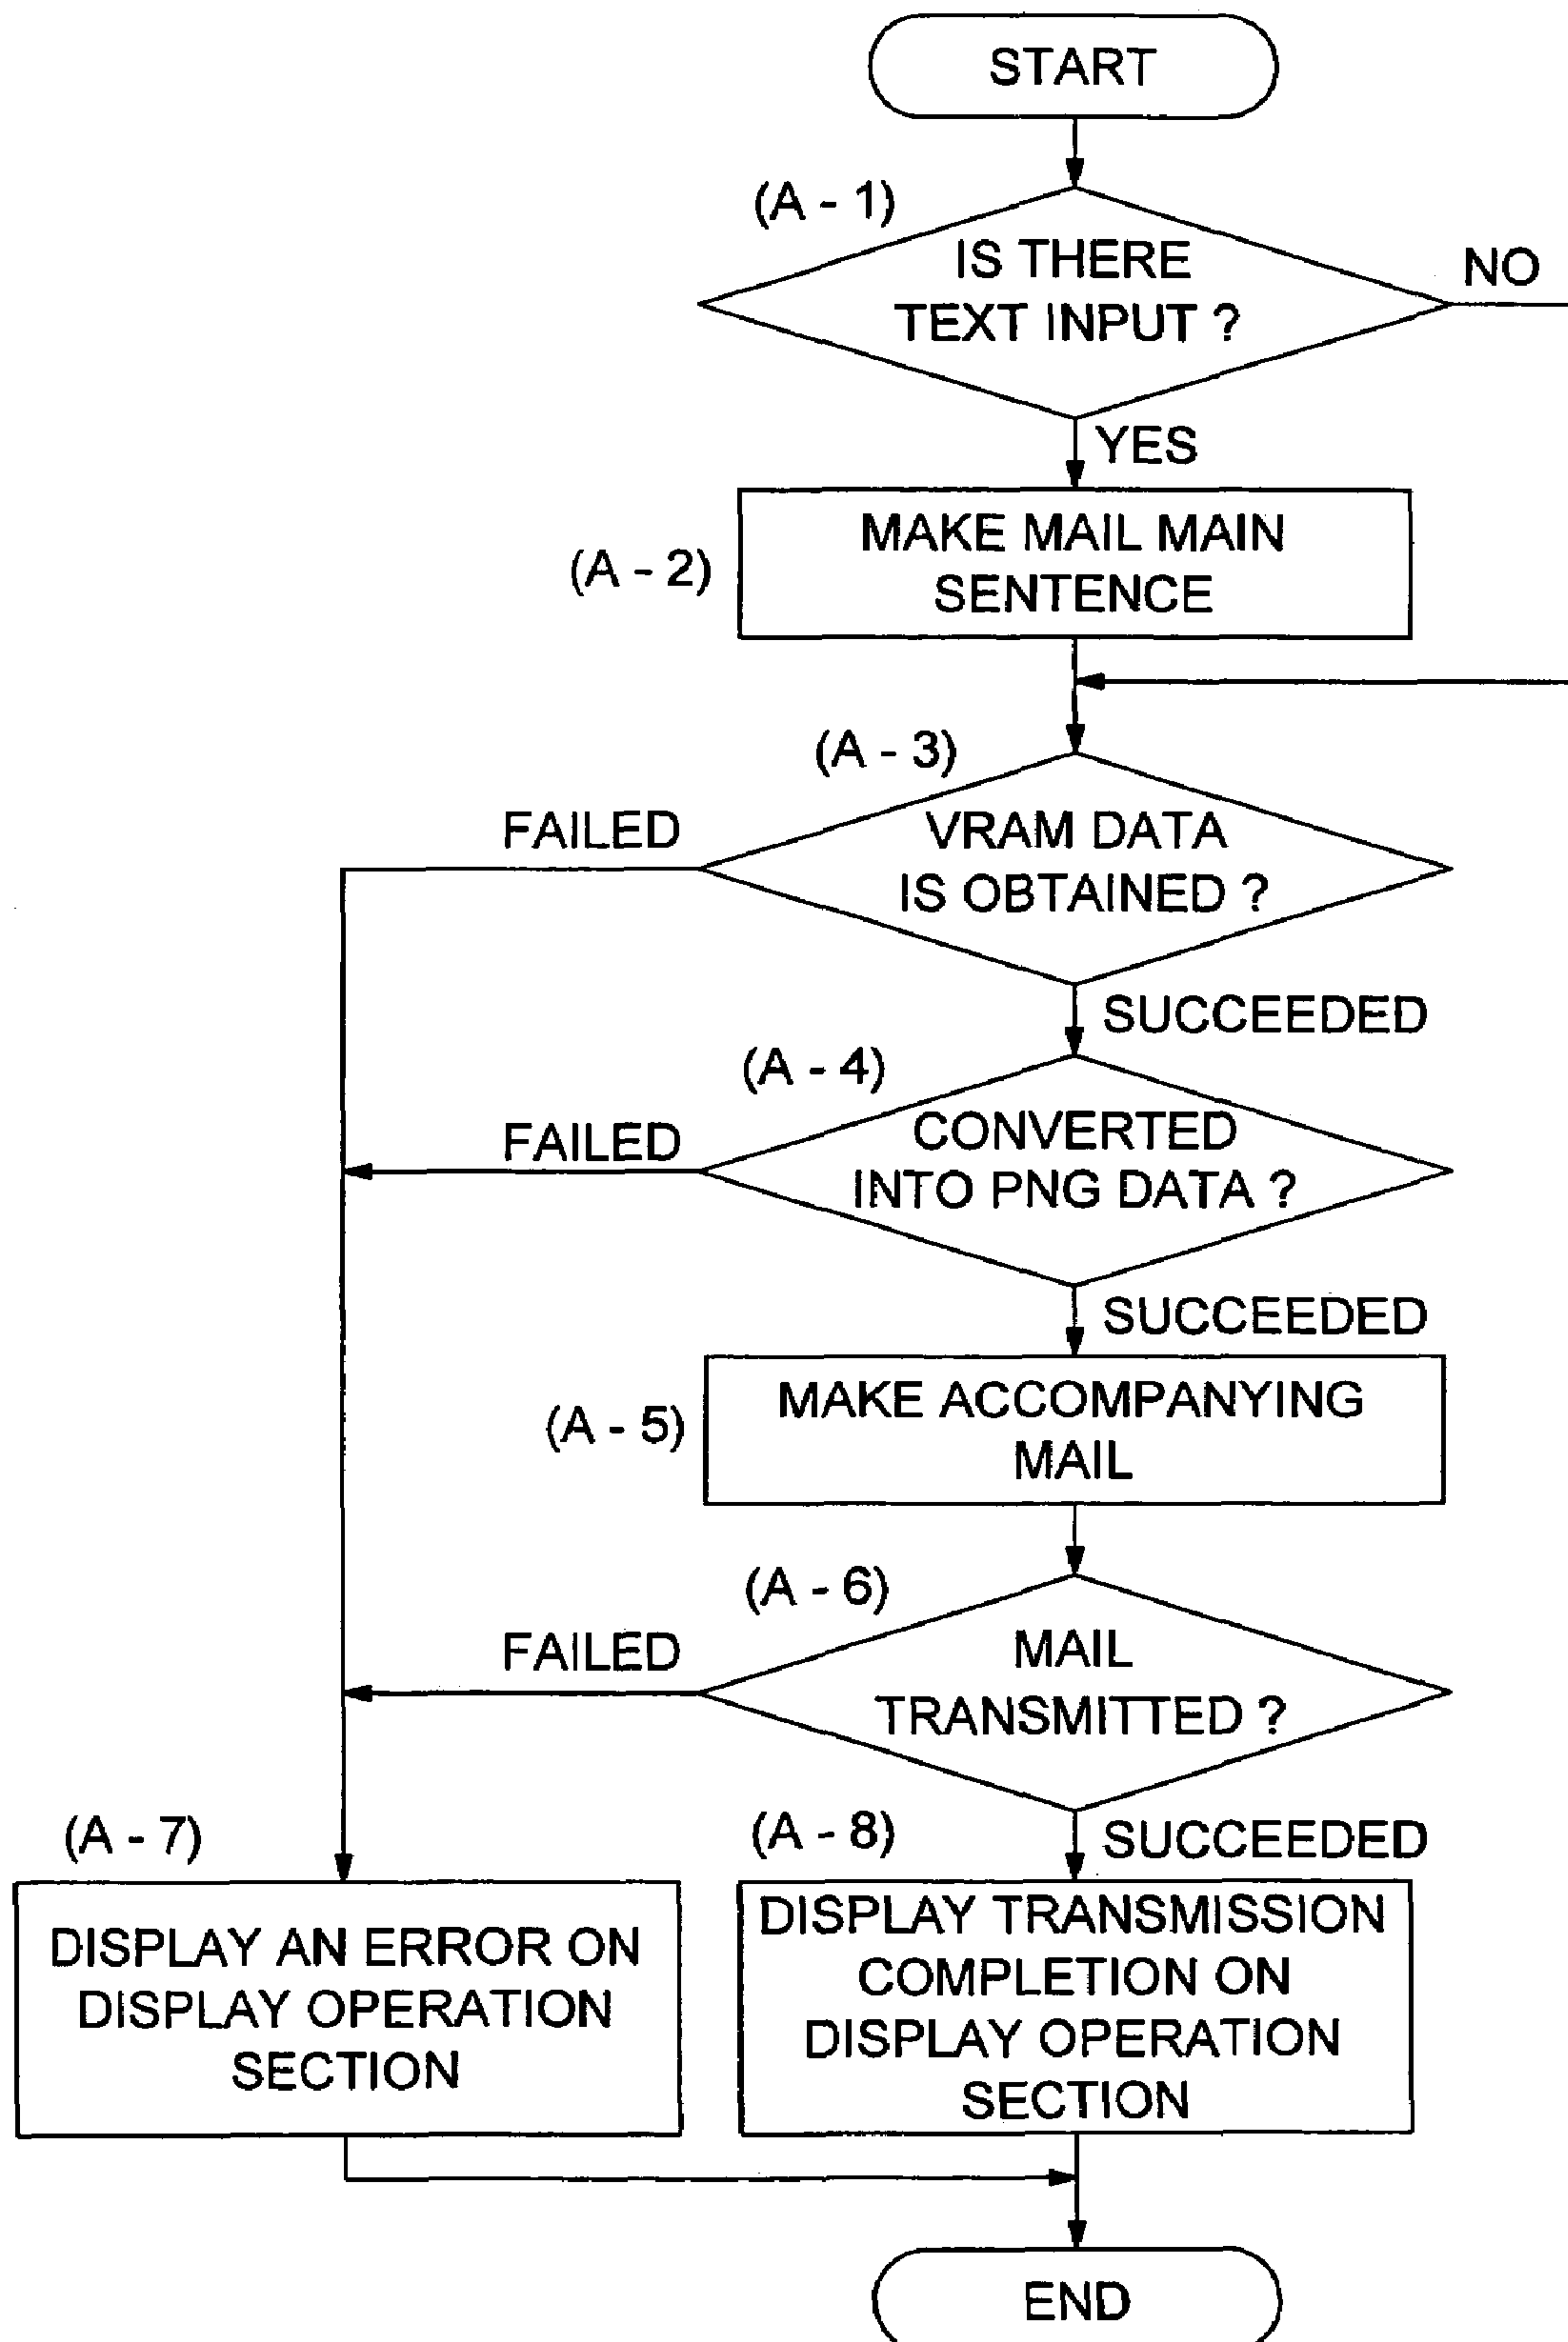 START
(A - 1)
IS THERE
TEXT INPUT ?
NO
YES
(A - 2)
MAKE MAIL MAIN
SENTENCE
(A - 3)
FAILED
VRAM DATA
IS OBTAINED ?
SUCCEEDED
(A - 4)
FAILED
CONVERTED
INTO PNG DATA ?
SUCCEEDED
(A - 5)
MAKE ACCOMPANYING
MAIL
(A - 6)
FAILED
MAIL
TRANSMITTED ?
SUCCEEDED
(A - 7)
DISPLAY AN ERROR ON
DISPLAY OPERATION
SECTION
(A - 8)
DISPLAY TRANSMISSION
COMPLETION ON
DISPLAY OPERATION
SECTION
END